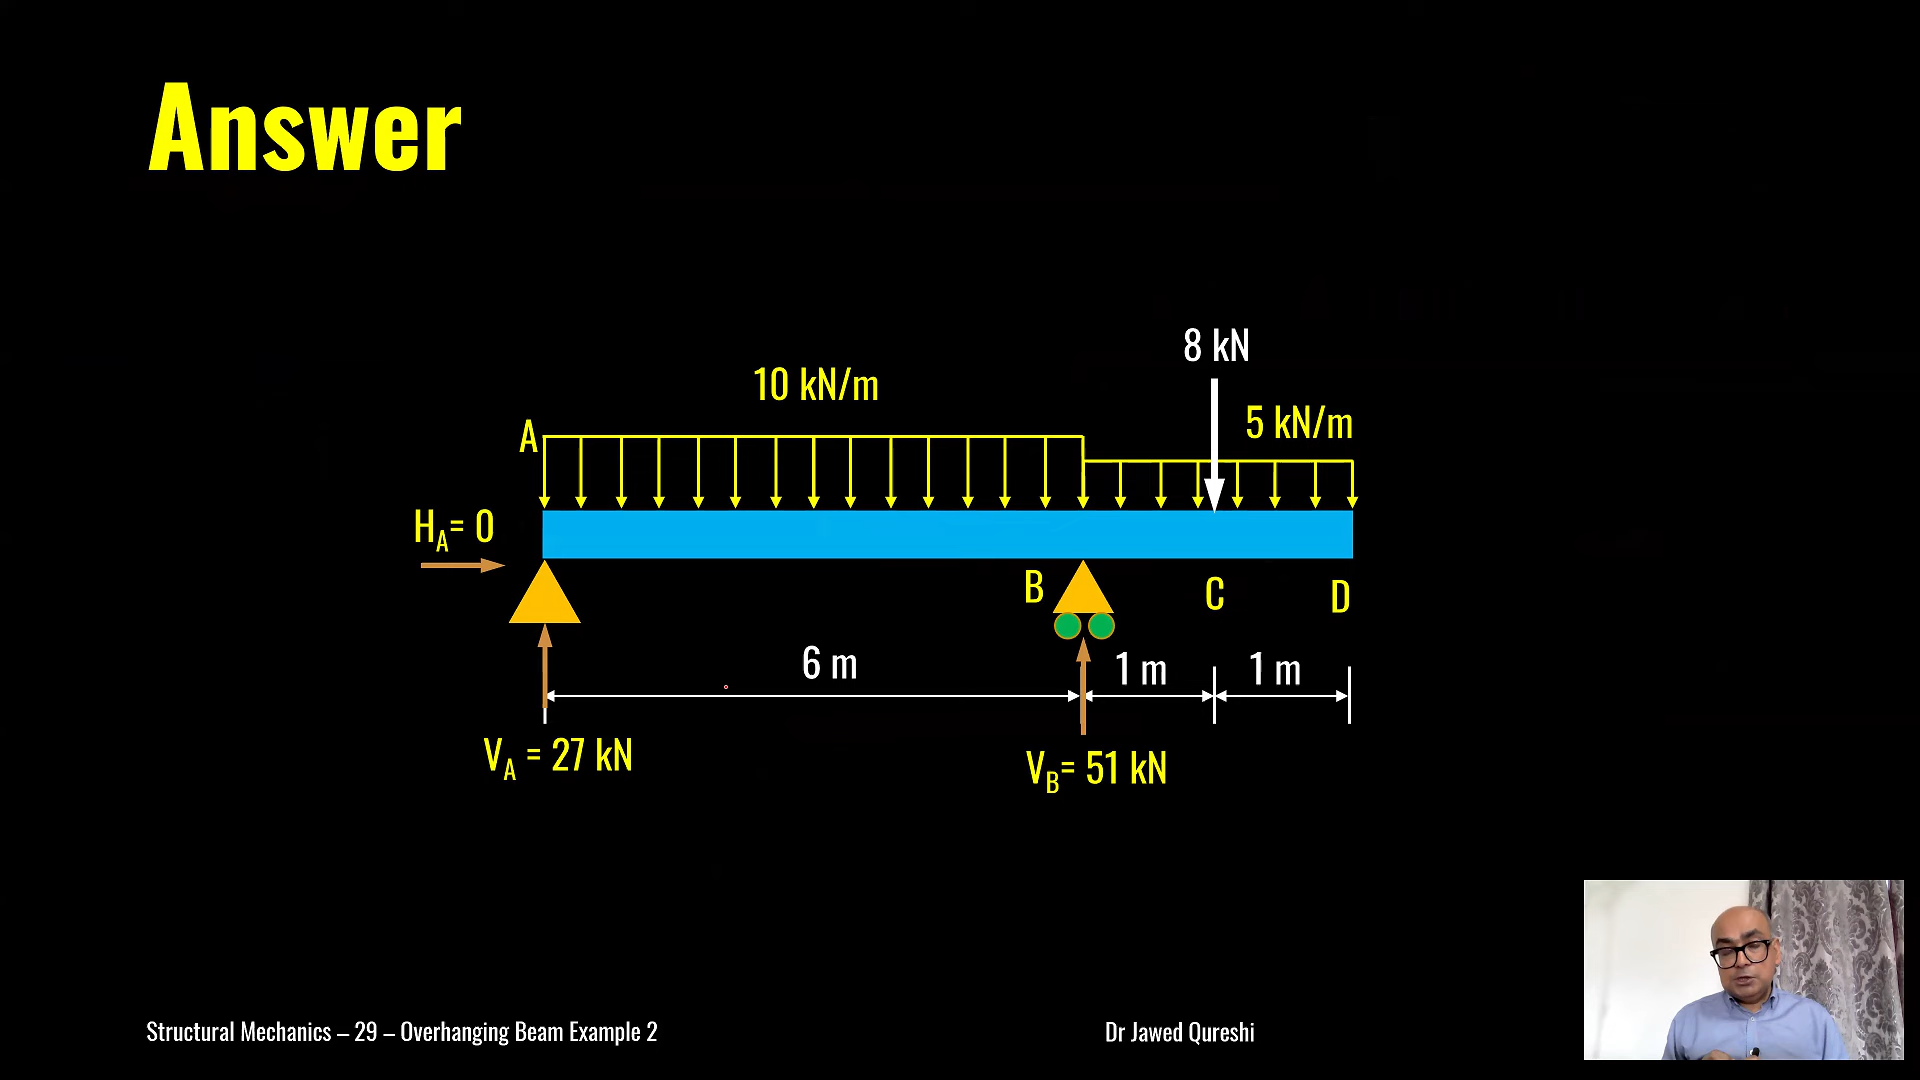 Answer
8 kN
10 kN/m
5 kN/m
A
H_A= 0
B
C
D
6 m
1 m
1 m
V_A = 27 kN
V_B= 51 kN
Structural Mechanics – 29 – Overhanging Beam Example 2
Dr Jawed Qureshi